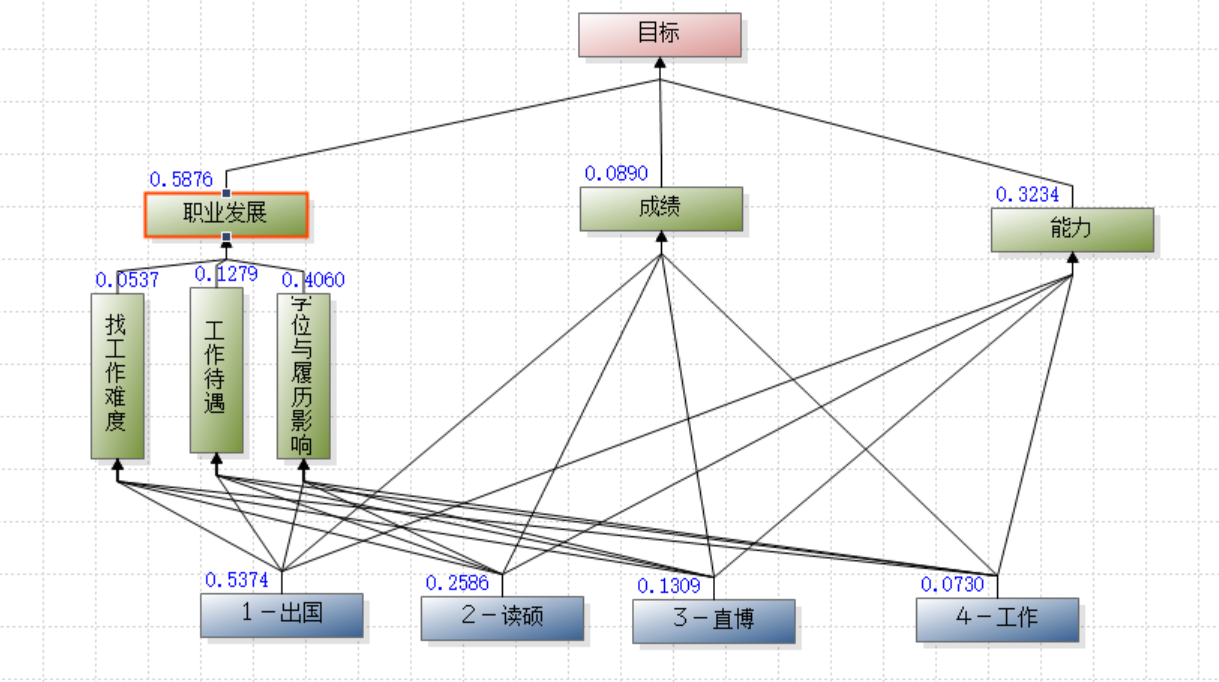 目标
0.5876
0.0890
0.3234
职业发展
成绩
能力
0.0537
0.1279
0.4060
找工作难度
工作待遇
学位与履历影响
0.5374
0.2586
0.1309
0.0730
1－出国
2－读硕
3－直博
4－工作